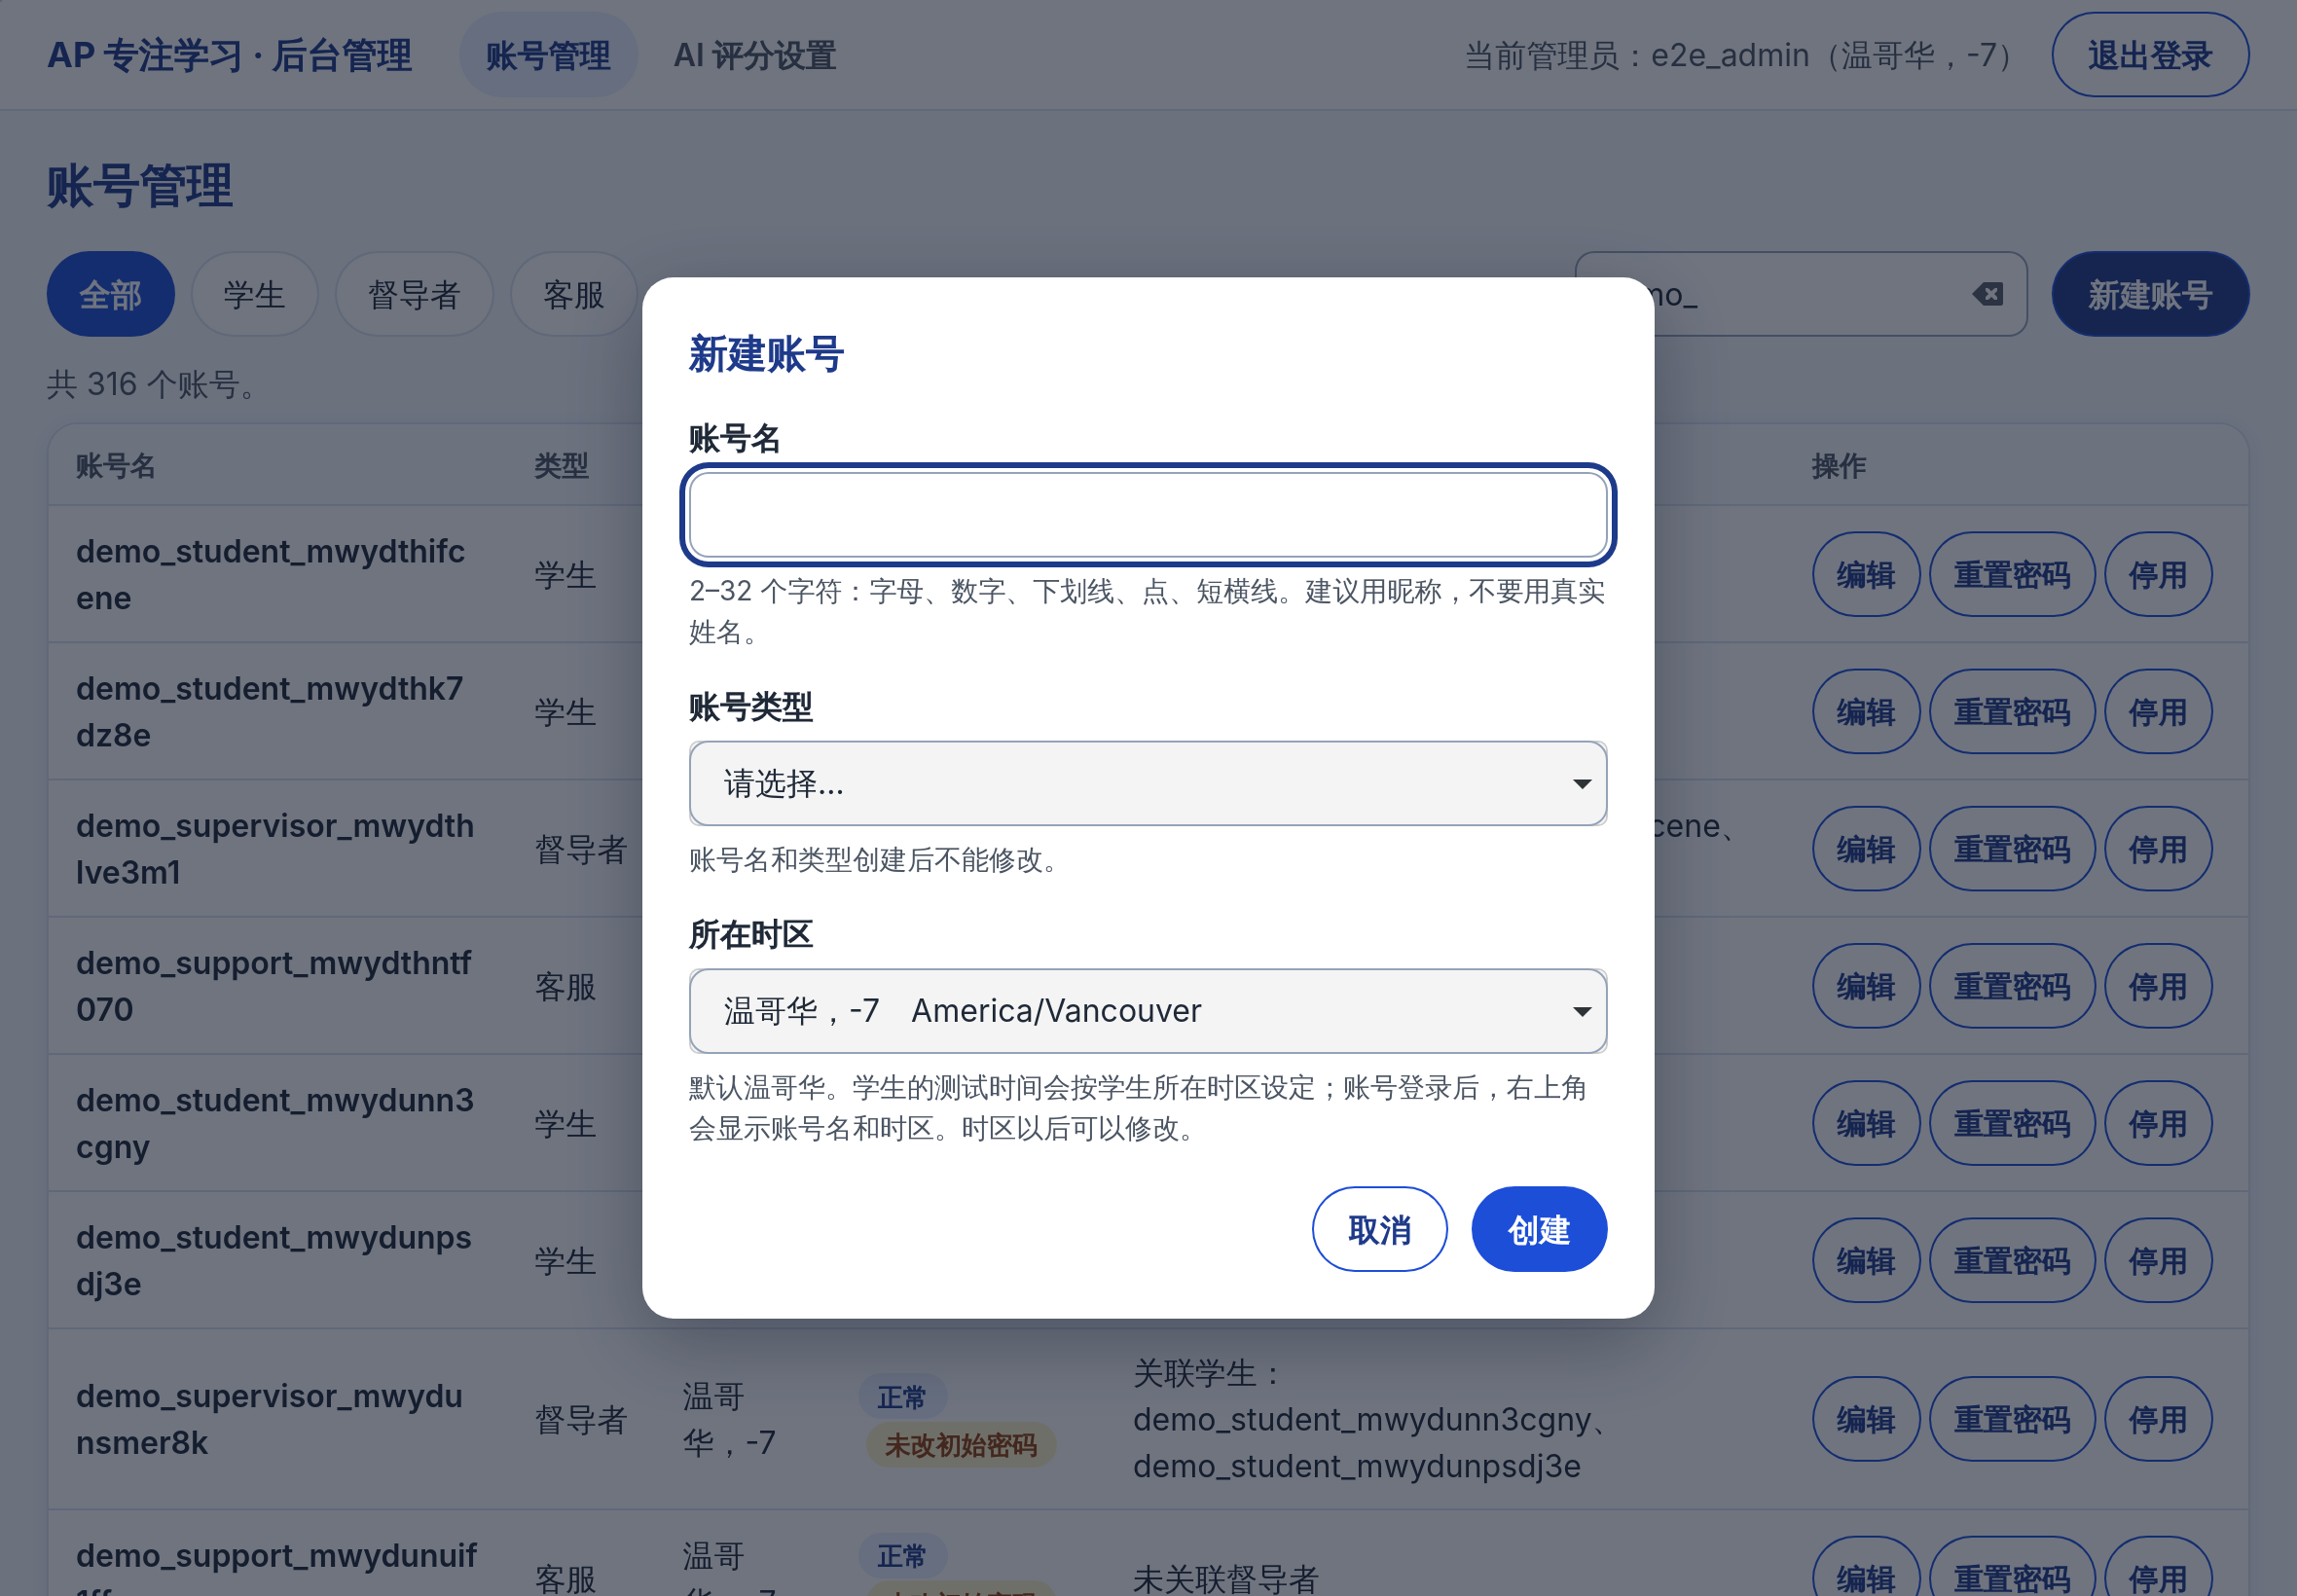 AP 专注学习 · 后台管理
账号管理
AI 评分设置
当前管理员：e2e_admin（温哥华，-7）
退出登录
账号管理
全部
学生
督导者
客服
mo_
新建账号
共 316 个账号。
账号名
类型
操作
demo_student_mwydthifc
ene
学生
编辑
重置密码
停用
demo_student_mwydthk7
dz8e
学生
编辑
重置密码
停用
demo_supervisor_mwydth
lve3m1
督导者
cene、
编辑
重置密码
停用
demo_support_mwydthntf
070
客服
编辑
重置密码
停用
demo_student_mwydunn3
cgny
学生
编辑
重置密码
停用
demo_student_mwydunps
dj3e
学生
编辑
重置密码
停用
demo_supervisor_mwydu
nsmer8k
督导者
温哥
华，-7
正常
未改初始密码
关联学生：
demo_student_mwydunn3cgny、
demo_student_mwydunpsdj3e
编辑
重置密码
停用
demo_support_mwydunuif
客服
温哥
正常
未关联督导者
编辑
重置密码
停用
新建账号
账号名
2–32 个字符：字母、数字、下划线、点、短横线。建议用昵称，不要用真实
姓名。
账号类型
请选择...
账号名和类型创建后不能修改。
所在时区
温哥华，-7 America/Vancouver
默认温哥华。学生的测试时间会按学生所在时区设定；账号登录后，右上角
会显示账号名和时区。时区以后可以修改。
取消
创建